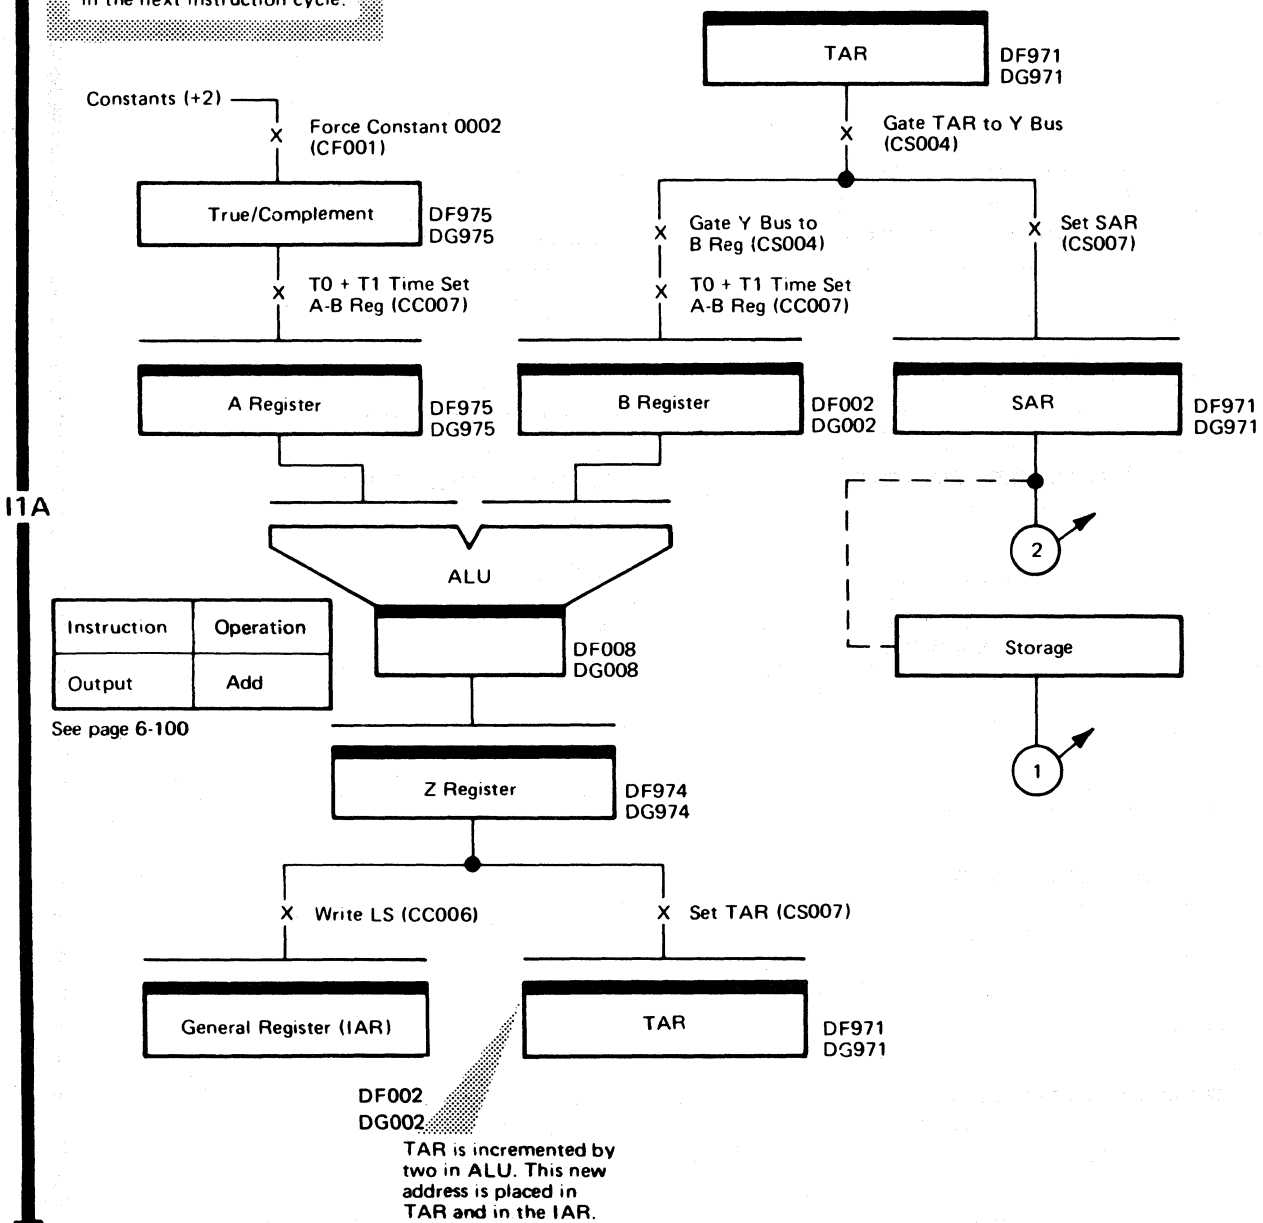 in the next instruction cycle.
TAR
DF971
DG971
Constants (+2)
Force Constant 0002
(CF001)
Gate TAR to Y Bus
(CS004)
True/Complement
DF975
DG975
Gate Y Bus to
B Reg (CS004)
Set SAR
(CS007)
T0 + T1 Time Set
A-B Reg (CC007)
T0 + T1 Time Set
A-B Reg (CC007)
A Register
DF975
DG975
B Register
DF002
DG002
SAR
DF971
DG971
I1A
2
ALU
Instruction Operation
Output Add
See page 6-100
DF008
DG008
Storage
1
Z Register
DF974
DG974
Write LS (CC006)
Set TAR (CS007)
General Register (IAR)
TAR
DF971
DG971
DF002
DG002
TAR is incremented by
two in ALU. This new
address is placed in
TAR and in the IAR.